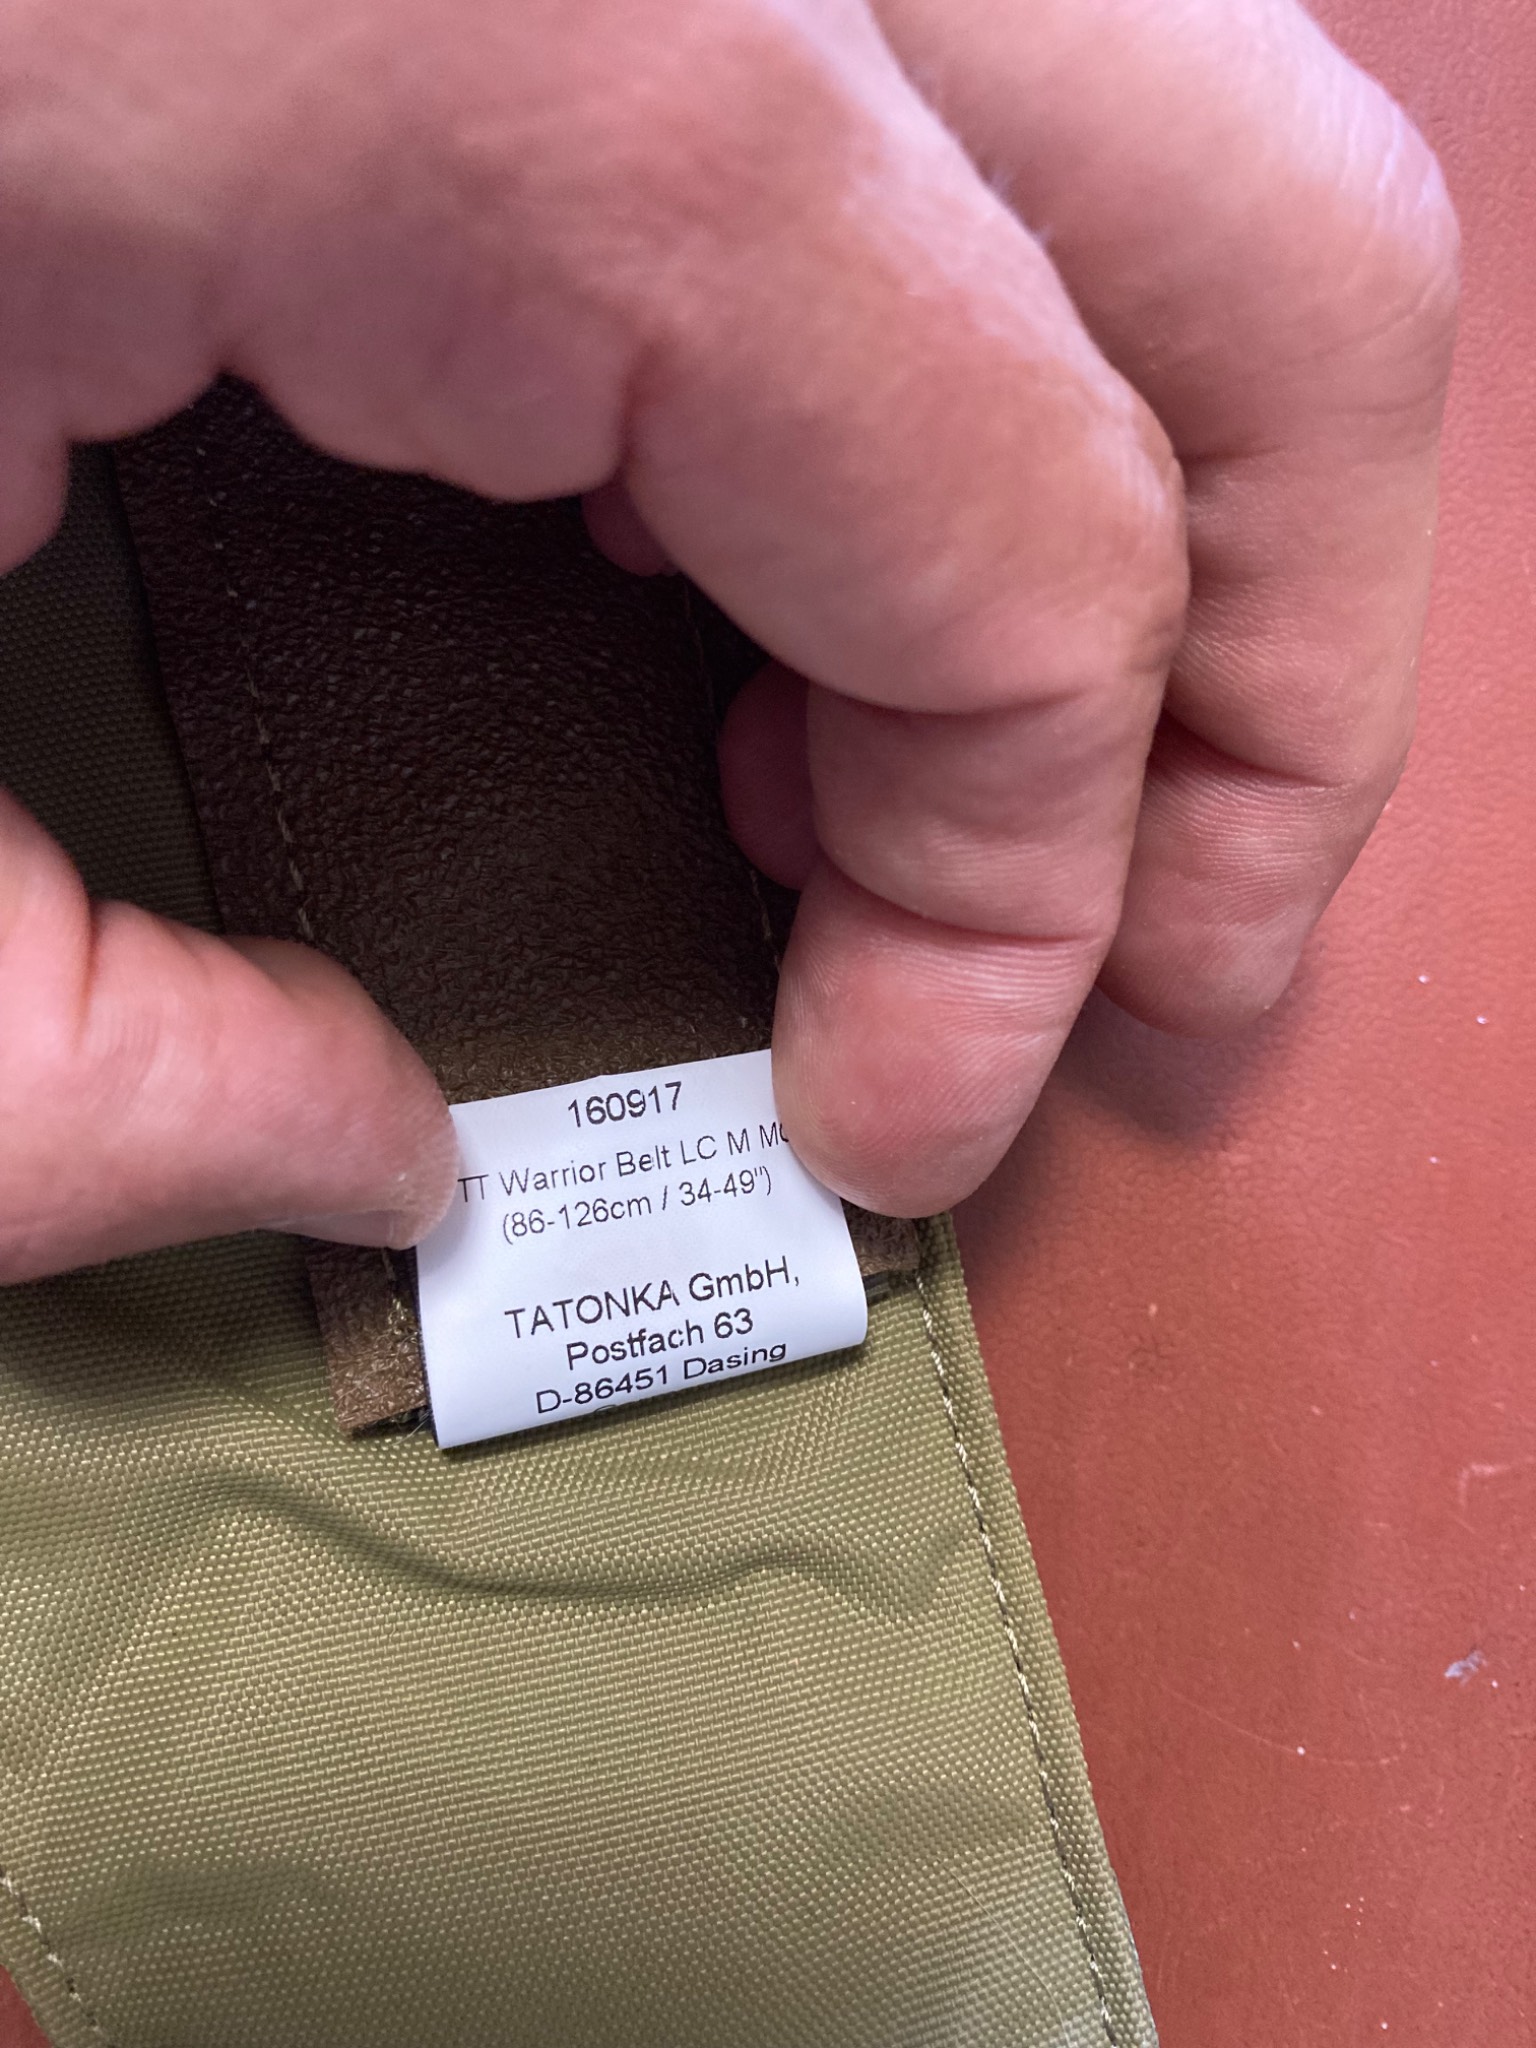 160917
TT Warrior Belt LC M
(86-126cm / 34-49")
TATONKA GmbH,
Postfach 63
D-86451 Dasing